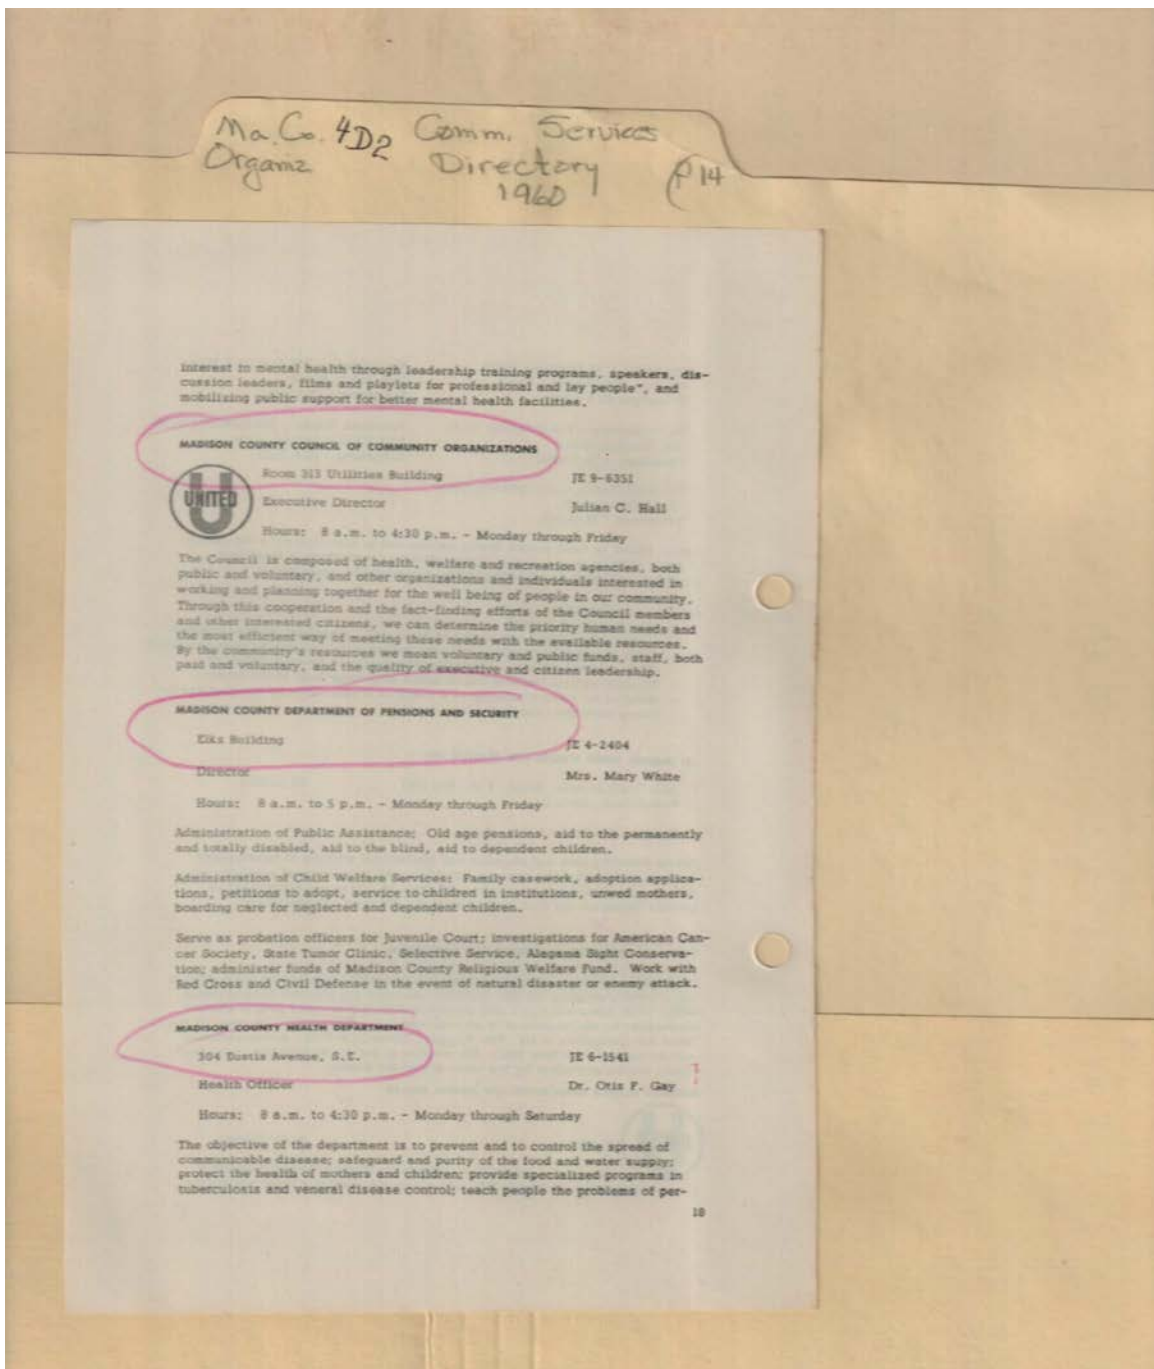 Ma. Co. 4D2 Comm. Services
Organiz Directory (P 14
1960
interest in mental health through leadership training programs, speakers, dis-
cussion leaders, films and playlets for professional and lay people", and
mobilizing public support for better mental health facilities.
MADISON COUNTY COUNCIL OF COMMUNITY ORGANIZATIONS
Room 313 Utilities Building JE 9-6351
UNITED
Executive Director Julian C. Hall
Hours: 8 a.m. to 4:30 p.m. - Monday through Friday
The Council is composed of health, welfare and recreation agencies, both
public and voluntary, and other organizations and individuals interested in
working and planning together for the well being of people in our community.
Through this cooperation and the fact-finding efforts of the Council members
and other interested citizens, we can determine the priority human needs and
the most efficient way of meeting these needs with the available resources.
By the community's resources we mean voluntary and public funds, staff, both
paid and voluntary, and the quality of executive and citizen leadership.
MADISON COUNTY DEPARTMENT OF PENSIONS AND SECURITY
Elks Building JE 4-2404
Director Mrs. Mary White
Hours: 8 a.m. to 5 p.m. - Monday through Friday
Administration of Public Assistance: Old age pensions, aid to the permanently
and totally disabled, aid to the blind, aid to dependent children.
Administration of Child Welfare Services: Family casework, adoption applica-
tions, petitions to adopt, service to children in institutions, unwed mothers,
boarding care for neglected and dependent children.
Serve as probation officers for Juvenile Court; investigations for American Can-
cer Society, State Tumor Clinic, Selective Service, Alagama Sight Conserva-
tion; administer funds of Madison County Religious Welfare Fund. Work with
Red Cross and Civil Defense in the event of natural disaster or enemy attack.
MADISON COUNTY HEALTH DEPARTMENT
304 Eustis Avenue, S.E. JE 6-1541
Health Officer Dr. Otis F. Gay
Hours: 8 a.m. to 4:30 p.m. - Monday through Saturday
The objective of the department is to prevent and to control the spread of
communicable disease; safeguard and purity of the food and water supply;
protect the health of mothers and children; provide specialized programs in
tuberculosis and veneral disease control; teach people the problems of per-
18